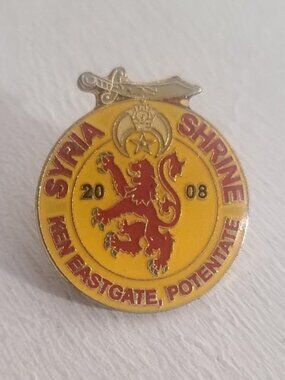 SYRIA SHRINE
20 08
KEN EASTGATE, POTENTATE